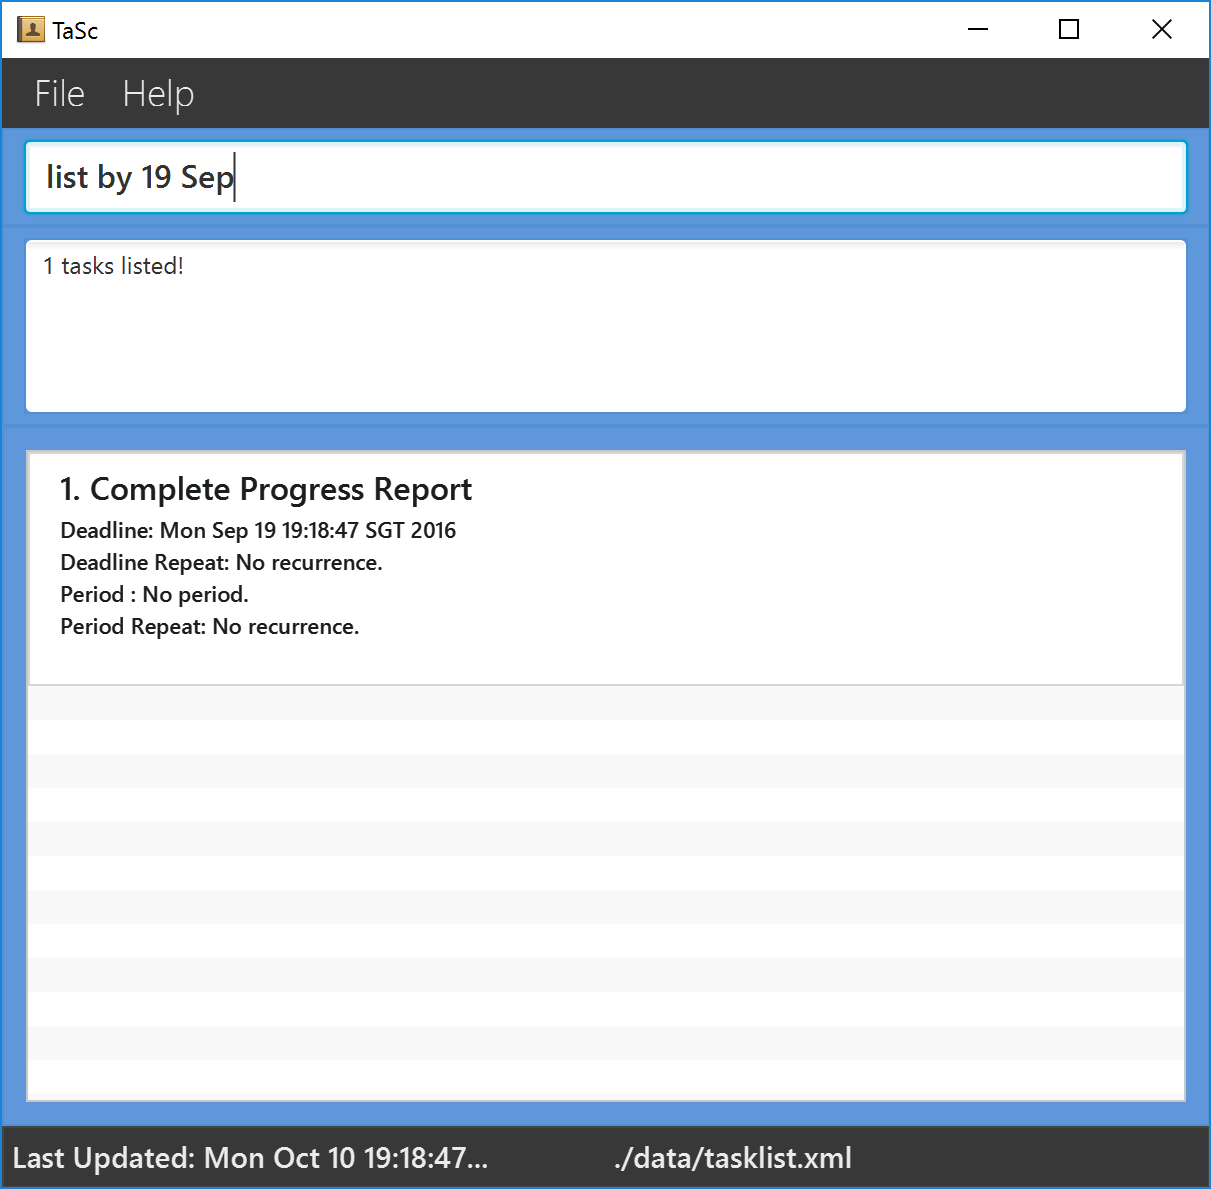 TaSc
File Help
list by 19 Sep
1 tasks listed!
1. Complete Progress Report
Deadline: Mon Sep 19 19:18:47 SGT 2016
Deadline Repeat: No recurrence.
Period : No period.
Period Repeat: No recurrence.
Last Updated: Mon Oct 10 19:18:47... ./data/tasklist.xml